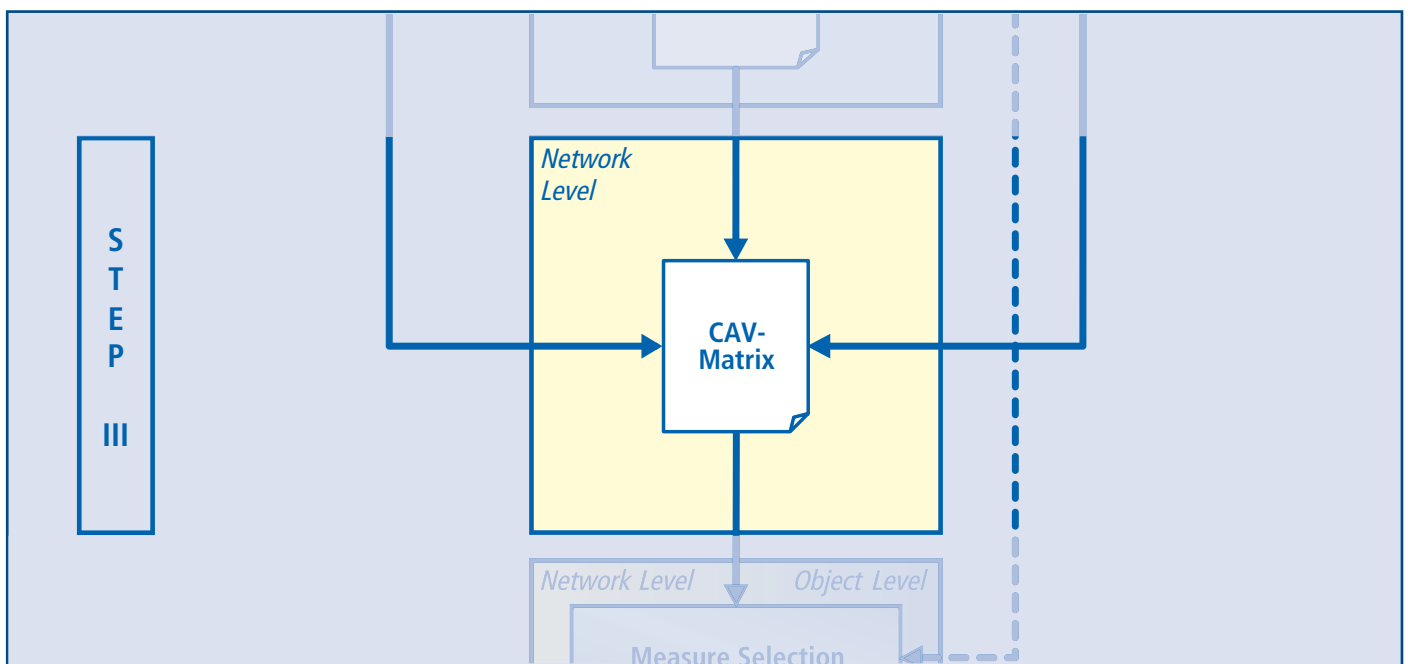 Network
Level
S
T
E
P
III
CAV-
Matrix
Network Level
Object Level
Measure Selection